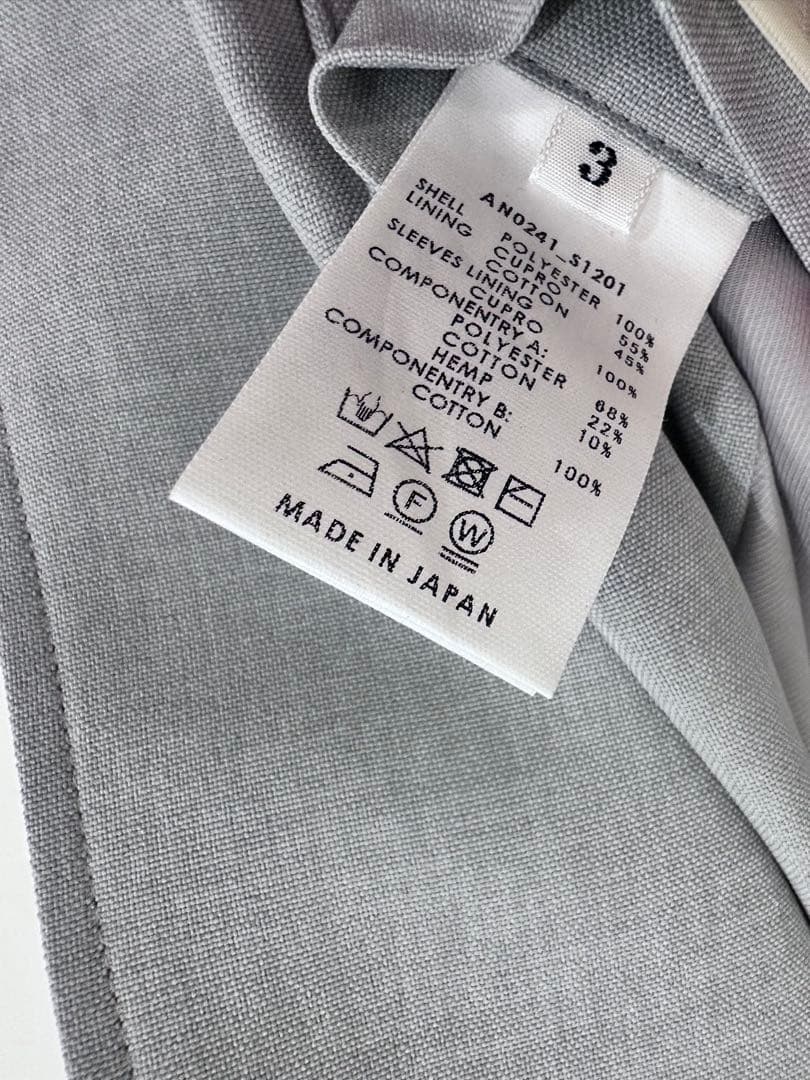 3
AN0241_S1201
SHELL
POLYESTER 100%
LINING
CUPRO 55%
COTTON 45%
SLEEVES LINING
CUPRO 100%
COMPONENTRY A:
POLYESTER 68%
COTTON 22%
HEMP 10%
COMPONENTRY B:
COTTON 100%
F
W
MADE IN JAPAN